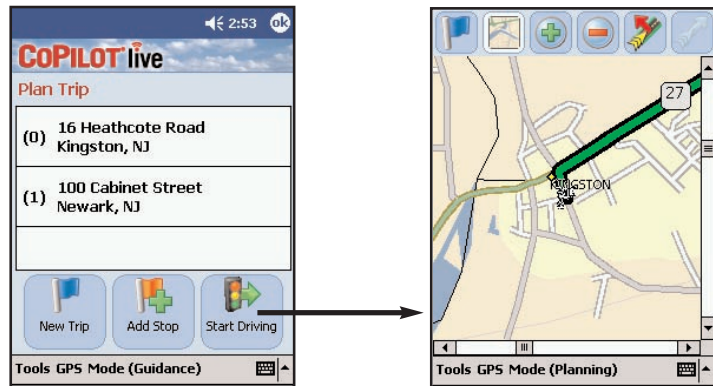 2:53 ok
CoPilot live
Plan Trip
(0) 16 Heathcote Road
Kingston, NJ
(1) 100 Cabinet Street
Newark, NJ
New Trip Add Stop Start Driving
Tools GPS Mode (Guidance)
27
KINGSTON
Tools GPS Mode (Planning)